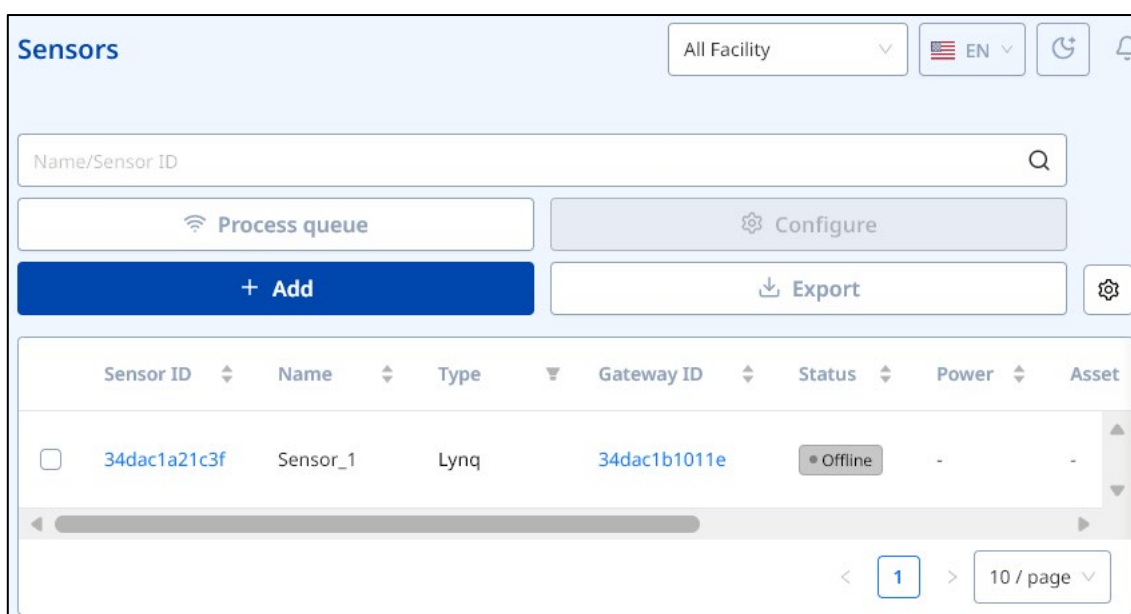 Sensors
All Facility
EN
Name/Sensor ID
Process queue
Configure
+ Add
Export
Sensor ID Name Type Gateway ID Status Power Asset
34dac1a21c3f Sensor_1 Lynq 34dac1b1011e Offline - -
< 1 > 10 / page